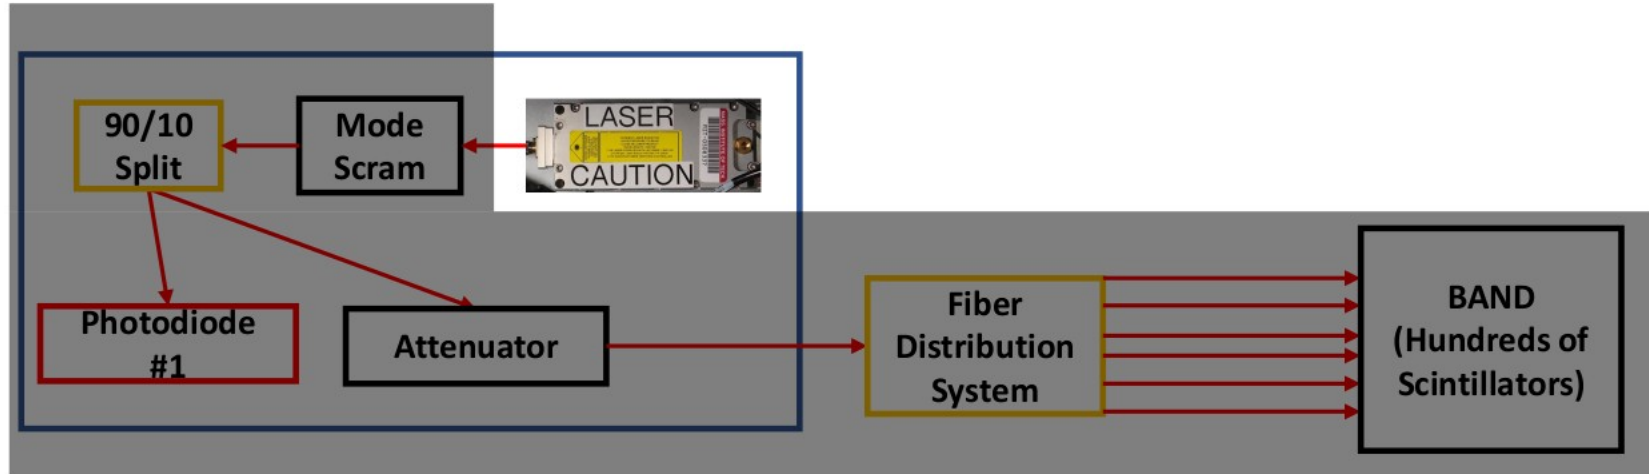 90/10
Split
Mode
Scram
LASER
CAUTION
Photodiode
#1
Attenuator
Fiber
Distribution
System
BAND
(Hundreds of
Scintillators)